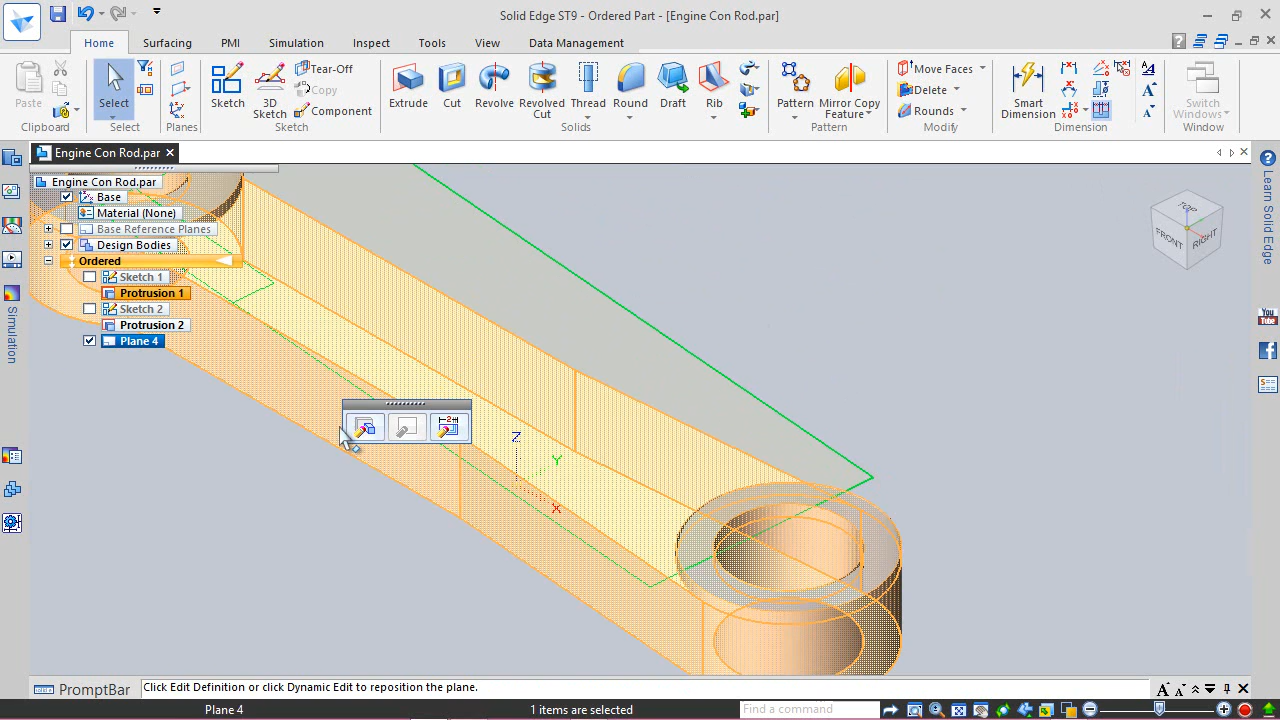 Solid Edge ST9 - Ordered Part - [Engine Con Rod.par]
Home Surfacing PMI Simulation Inspect Tools View Data Management
Paste
Clipboard
Select
Select
Planes
Sketch
3D Sketch
Tear-Off
Copy
Component
Sketch
Extrude
Cut
Revolve
Revolved Cut
Thread
Round
Draft
Rib
Solids
Pattern
Mirror Copy Feature
Pattern
Move Faces
Delete
Rounds
Modify
Smart Dimension
Dimension
Switch Windows
Window
Engine Con Rod.par
Engine Con Rod.par
Base
Material (None)
Base Reference Planes
Design Bodies
Ordered
Sketch 1
Protrusion 1
Sketch 2
Protrusion 2
Plane 4
Simulation
TOP
FRONT
RIGHT
Learn Solid Edge
You Tube
Z
Y
X
PromptBar
Click Edit Definition or click Dynamic Edit to reposition the plane.
Plane 4
1 items are selected
Find a command